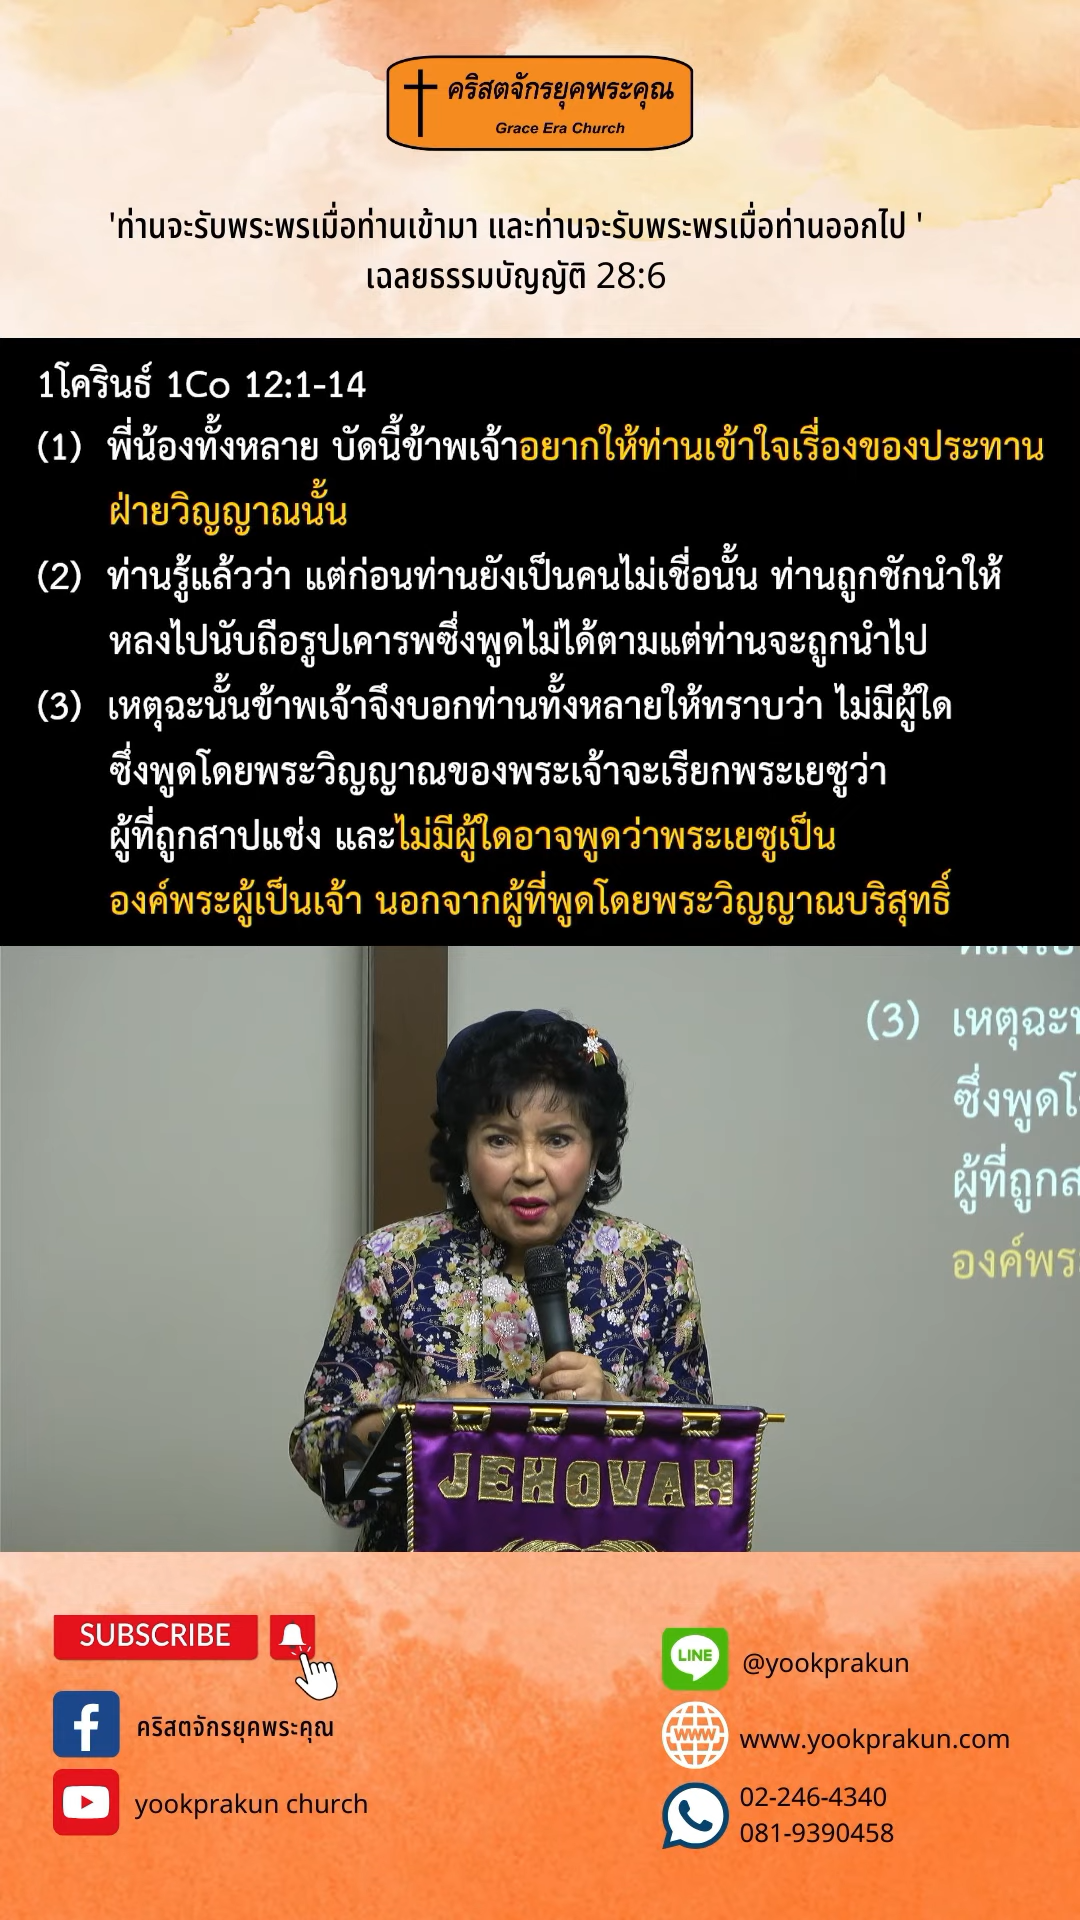 คริสตจักรยุคพระคุณ
Grace Era Church
'ท่านจะรับพระพรเมื่อท่านเข้ามา และท่านจะรับพระพรเมื่อท่านออกไป '
เฉลยธรรมบัญญัติ 28:6
1โครินธ์ 1Co 12:1-14
(1) พี่น้องทั้งหลาย บัดนี้ข้าพเจ้าอยากให้ท่านเข้าใจเรื่องของประทาน
ฝ่ายวิญญาณนั้น
(2) ท่านรู้แล้วว่า แต่ก่อนท่านยังเป็นคนไม่เชื่อนั้น ท่านถูกชักนำให้
หลงไปนับถือรูปเคารพซึ่งพูดไม่ได้ตามแต่ท่านจะถูกนำไป
(3) เหตุฉะนั้นข้าพเจ้าจึงบอกท่านทั้งหลายให้ทราบว่า ไม่มีผู้ใด
ซึ่งพูดโดยพระวิญญาณของพระเจ้าจะเรียกพระเยซูว่า
ผู้ที่ถูกสาปแช่ง และไม่มีผู้ใดอาจพูดว่าพระเยซูเป็น
องค์พระผู้เป็นเจ้า นอกจากผู้ที่พูดโดยพระวิญญาณบริสุทธิ์
(3) เหตุฉะ
ซึ่งพูดโ
ผู้ที่ถูกส
องค์พระ
JEHOVAH
SUBSCRIBE
คริสตจักรยุคพระคุณ
yookprakun church
LINE
@yookprakun
WWW
www.yookprakun.com
02-246-4340
081-9390458